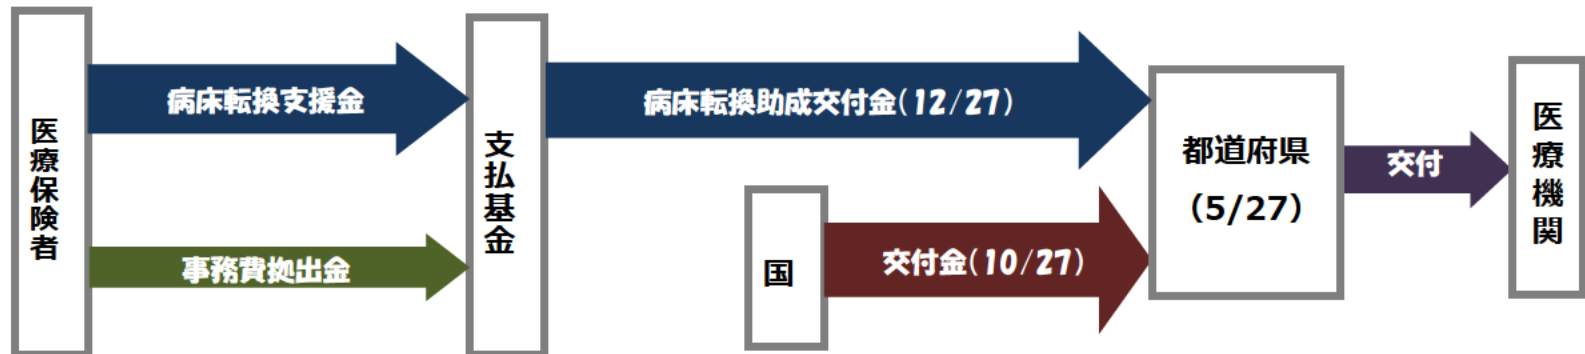 医療保険者
病床転換支援金
事務費拠出金
支払基金
病床転換助成交付金(12/27)
国
交付金(10/27)
都道府県
(5/27)
交付
医療機関